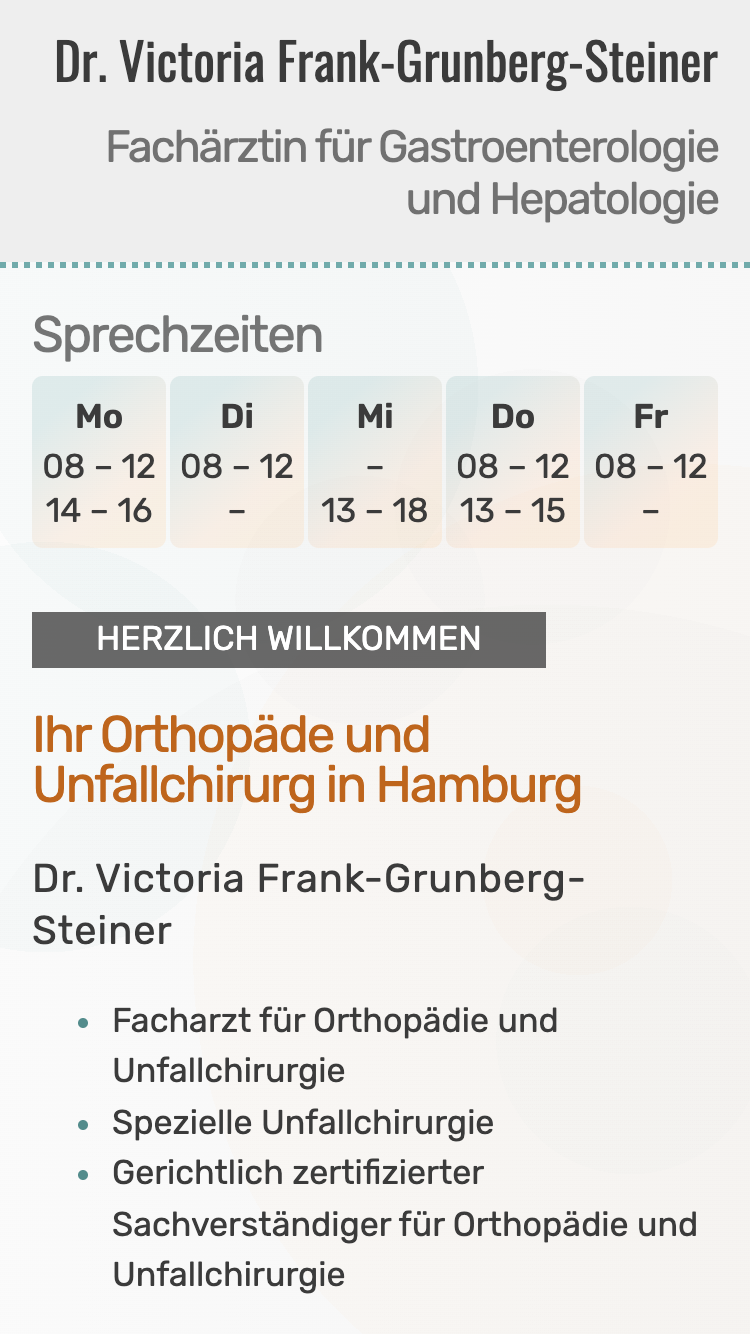 Dr. Victoria Frank-Grunberg-Steiner
Fachärztin für Gastroenterologie
und Hepatologie
Sprechzeiten
Mo Di Mi Do Fr
08 – 12 08 – 12 – 08 – 12 08 – 12
14 – 16 – 13 – 18 13 – 15 –
HERZLICH WILLKOMMEN
Ihr Orthopäde und
Unfallchirurg in Hamburg
Dr. Victoria Frank-Grunberg-
Steiner
• Facharzt für Orthopädie und
Unfallchirurgie
• Spezielle Unfallchirurgie
• Gerichtlich zertifizierter
Sachverständiger für Orthopädie und
Unfallchirurgie